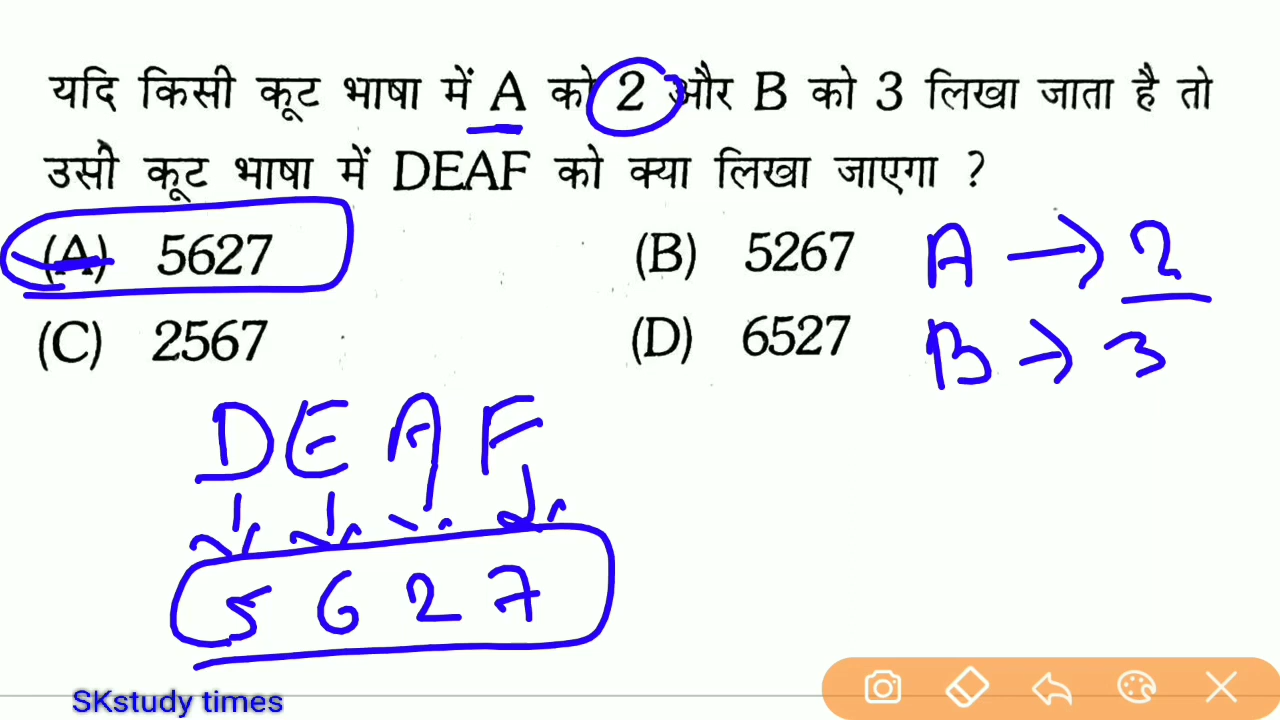 यदि किसी कूट भाषा में A को 2 और B को 3 लिखा जाता है तो
उसी कूट भाषा में DEAF को क्या लिखा जाएगा ?
(A) 5627 (B) 5267
(C) 2567 (D) 6527
A → 2
B → 3
DEAF
5627
SKstudy times